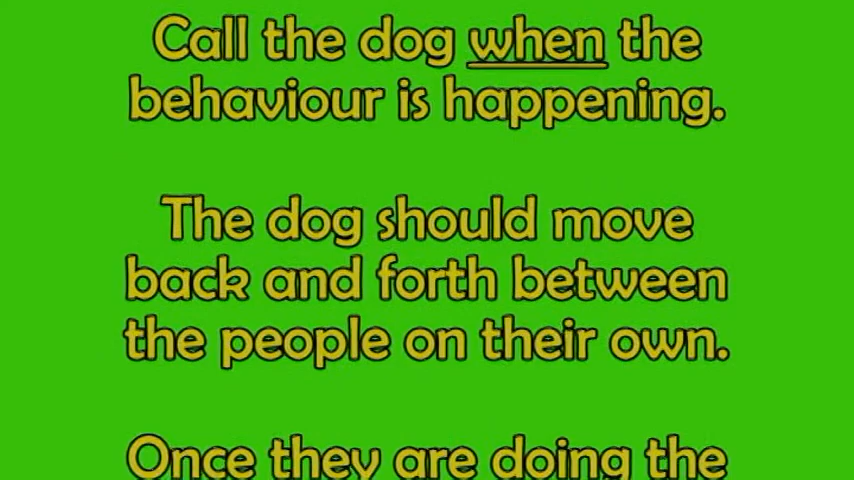 Call the dog when the
behaviour is happening.
The dog should move
back and forth between
the people on their own.
Once they are doing the